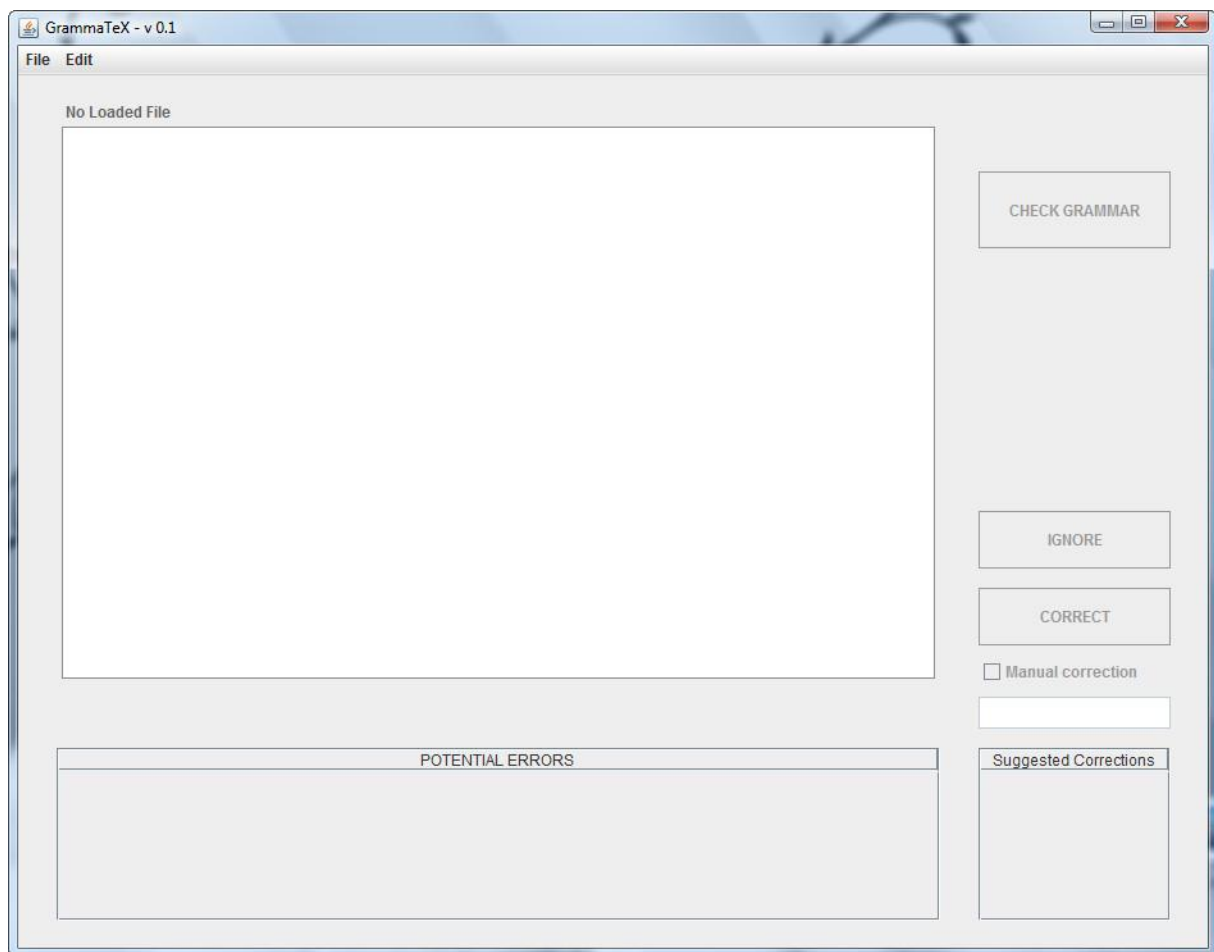 GrammaTeX - v 0.1
File Edit
No Loaded File
CHECK GRAMMAR
IGNORE
CORRECT
Manual correction
POTENTIAL ERRORS
Suggested Corrections